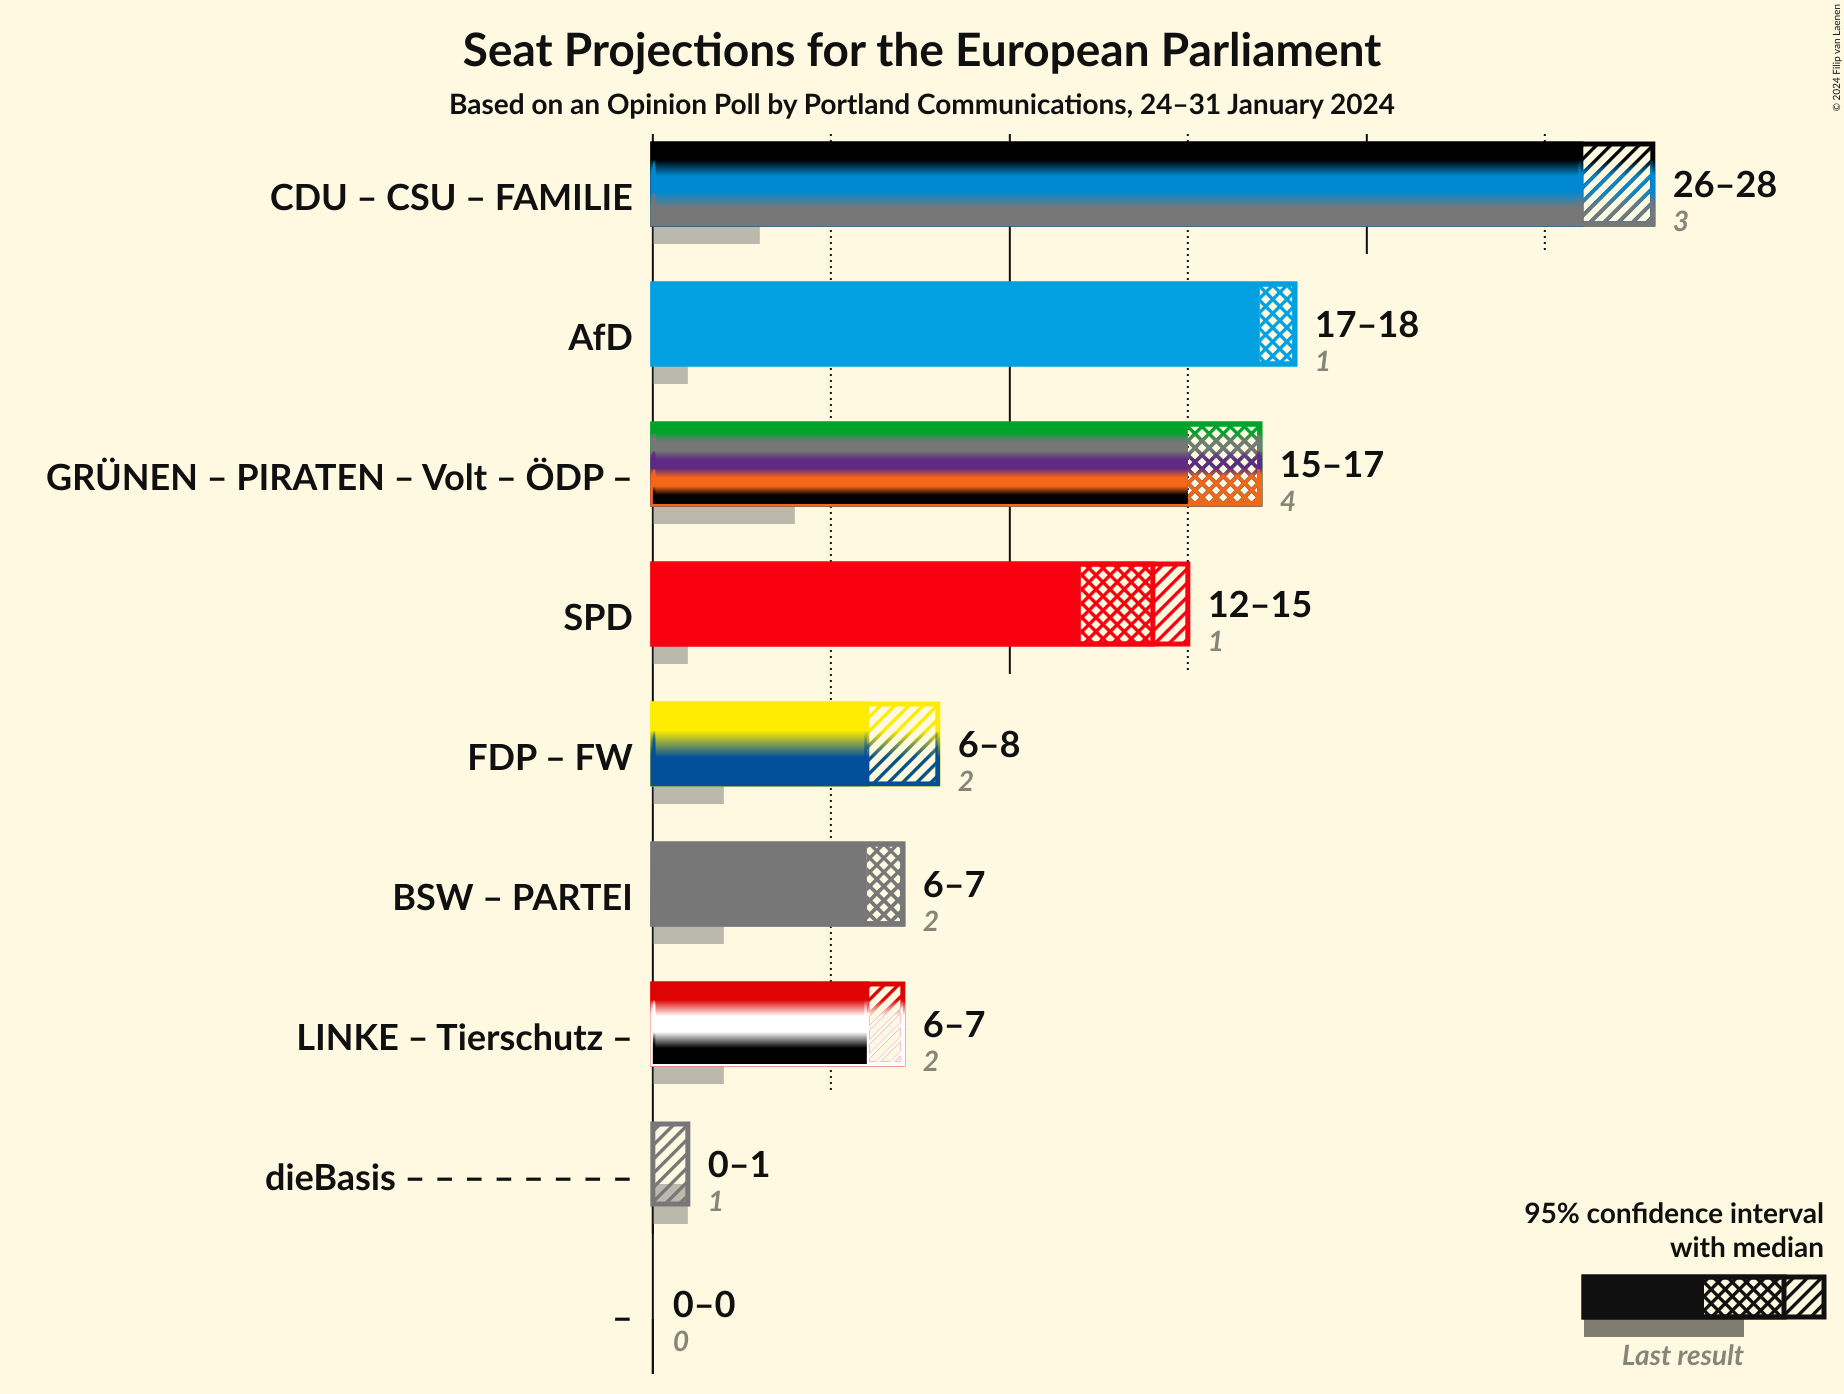 Seat Projections for the European Parliament
Based on an Opinion Poll by Portland Communications, 24–31 January 2024
© 2024 Filip van Laenen
CDU – CSU – FAMILIE
26–28
3
AfD
17–18
1
GRÜNEN – PIRATEN – Volt – ÖDP –
15–17
4
SPD
12–15
1
FDP – FW
6–8
2
BSW – PARTEI
6–7
2
LINKE – Tierschutz –
6–7
2
dieBasis – – – – – – – –
0–1
1
–
0–0
0
95% confidence interval
with median
Last result